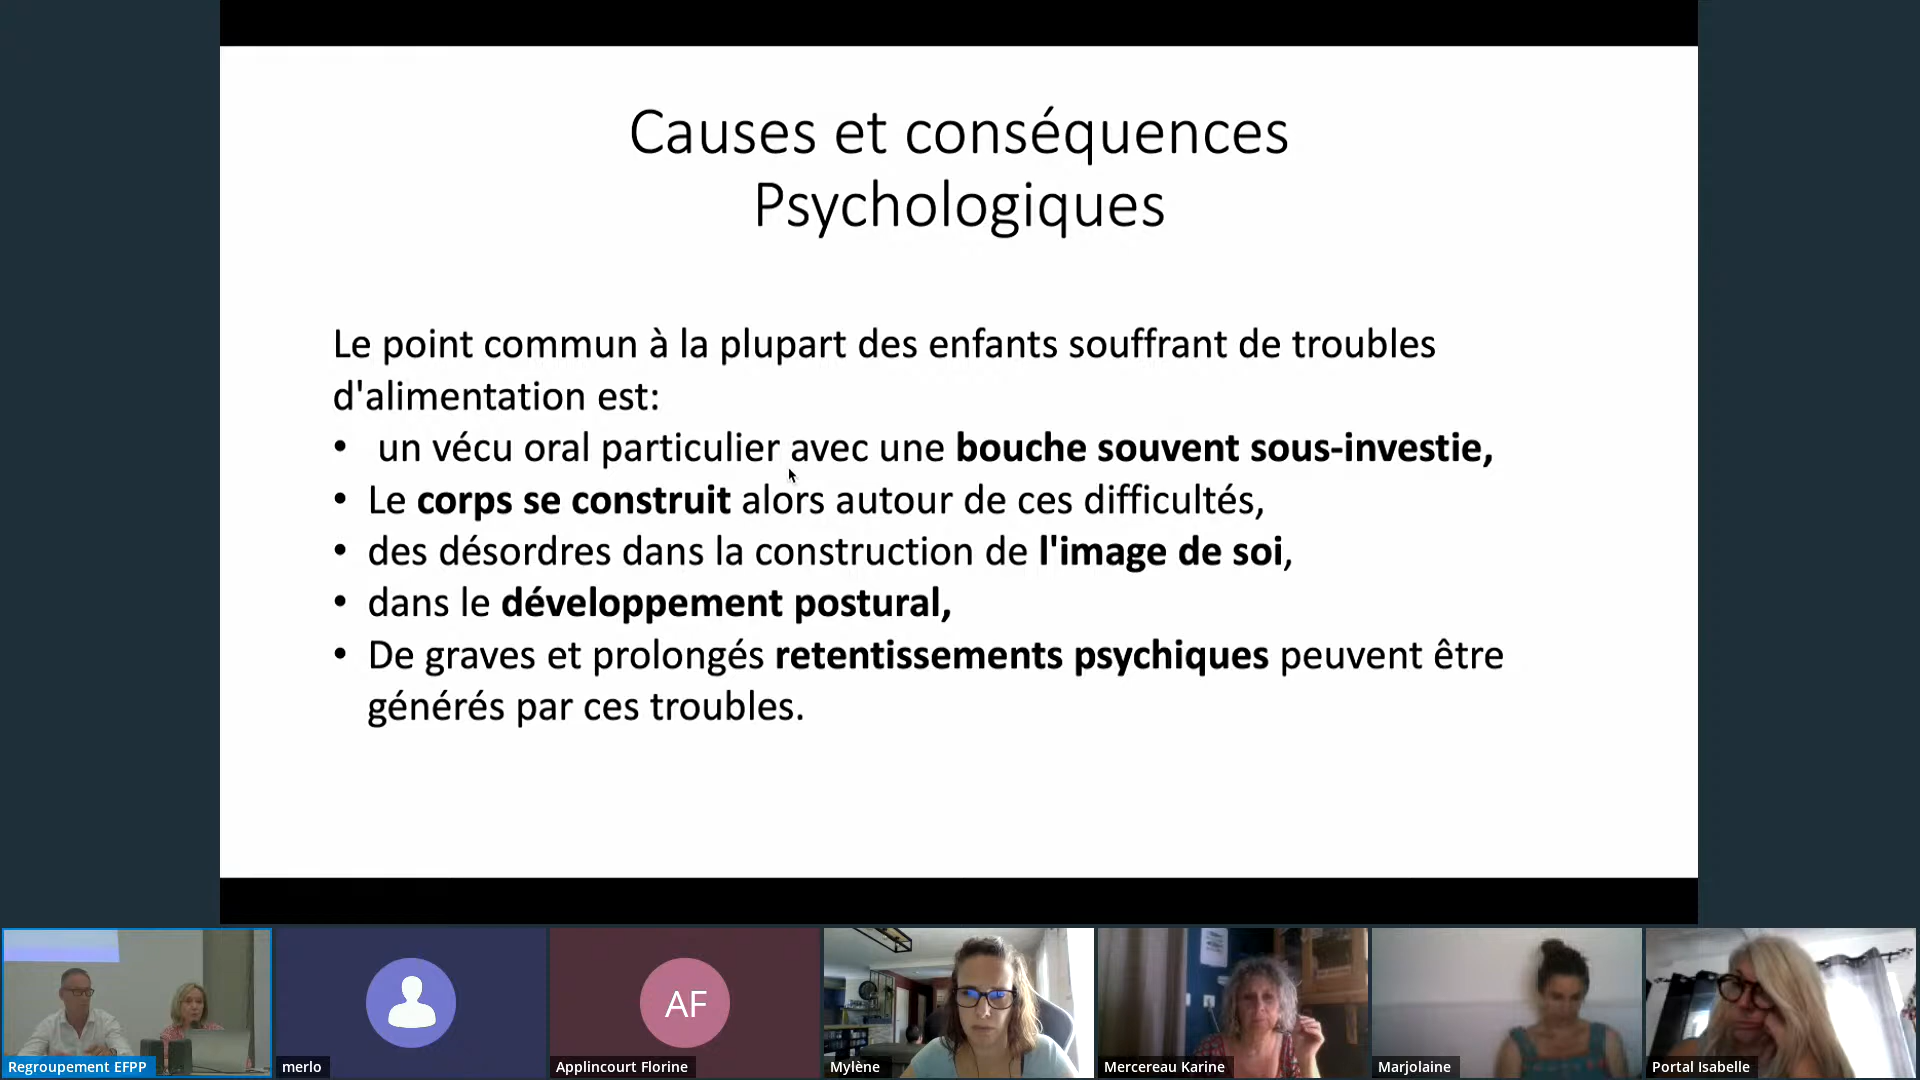 Causes et conséquences
Psychologiques
Le point commun à la plupart des enfants souffrant de troubles
d'alimentation est:
• un vécu oral particulier avec une bouche souvent sous-investie,
• Le corps se construit alors autour de ces difficultés,
• des désordres dans la construction de l'image de soi,
• dans le développement postural,
• De graves et prolongés retentissements psychiques peuvent être
générés par ces troubles.
AF
Regroupement EFPP
merlo
Applincourt Florine
Mylène
Mercereau Karine
Marjolaine
Portal Isabelle